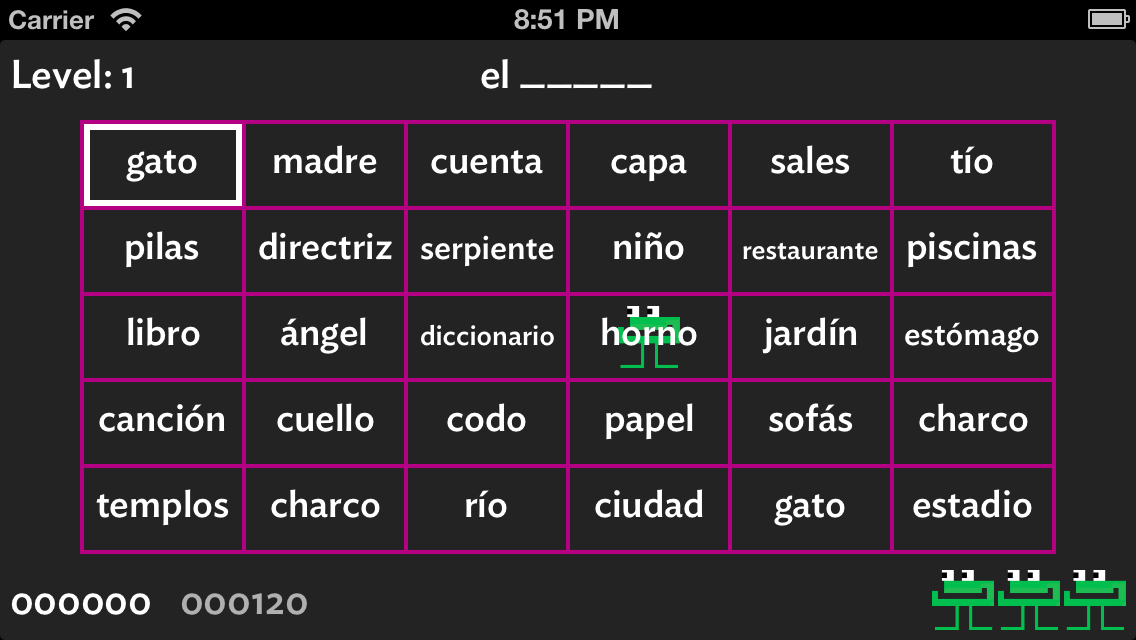 Carrier 8:51 PM
Level: 1 el _____
gato madre cuenta capa sales tío
pilas directriz serpiente niño restaurante piscinas
libro ángel diccionario horno jardín estómago
canción cuello codo papel sofás charco
templos charco río ciudad gato estadio
000000 000120